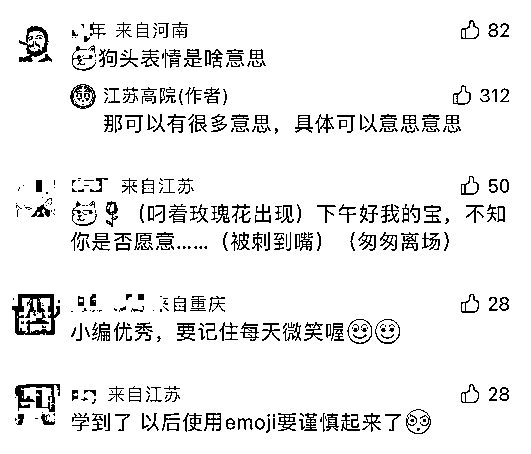 年 来自河南
82
狗头表情是啥意思
江苏高院(作者)
312
那可以有很多意思，具体可以意思意思
来自江苏
50
（叼着玫瑰花出现）下午好我的宝，不知
你是否愿意……（被刺到嘴）（匆匆离场）
来自重庆
28
小编优秀，要记住每天微笑喔
来自江苏
28
学到了 以后使用emoji要谨慎起来了